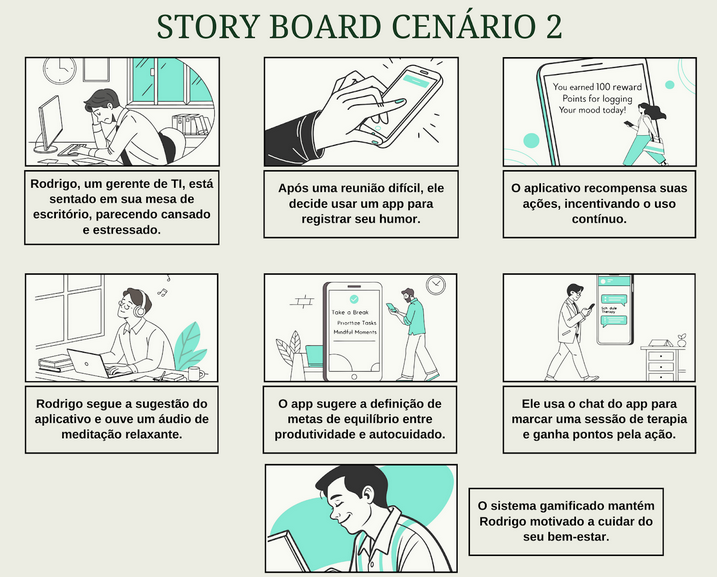 STORY BOARD CENÁRIO 2
You earned 100 reward
Points for logging
Your mood today!
Rodrigo, um gerente de TI, está
sentado em sua mesa de
escritório, parecendo cansado
e estressado.
Após uma reunião difícil, ele
decide usar um app para
registrar seu humor.
O aplicativo recompensa suas
ações, incentivando o uso
contínuo.
Take a Break
Prioritize Tasks
Mindful Moments
Schedule
Therapy
Rodrigo segue a sugestão do
aplicativo e ouve um áudio de
meditação relaxante.
O app sugere a definição de
metas de equilíbrio entre
produtividade e autocuidado.
Ele usa o chat do app para
marcar uma sessão de terapia
e ganha pontos pela ação.
O sistema gamificado mantém
Rodrigo motivado a cuidar do
seu bem-estar.